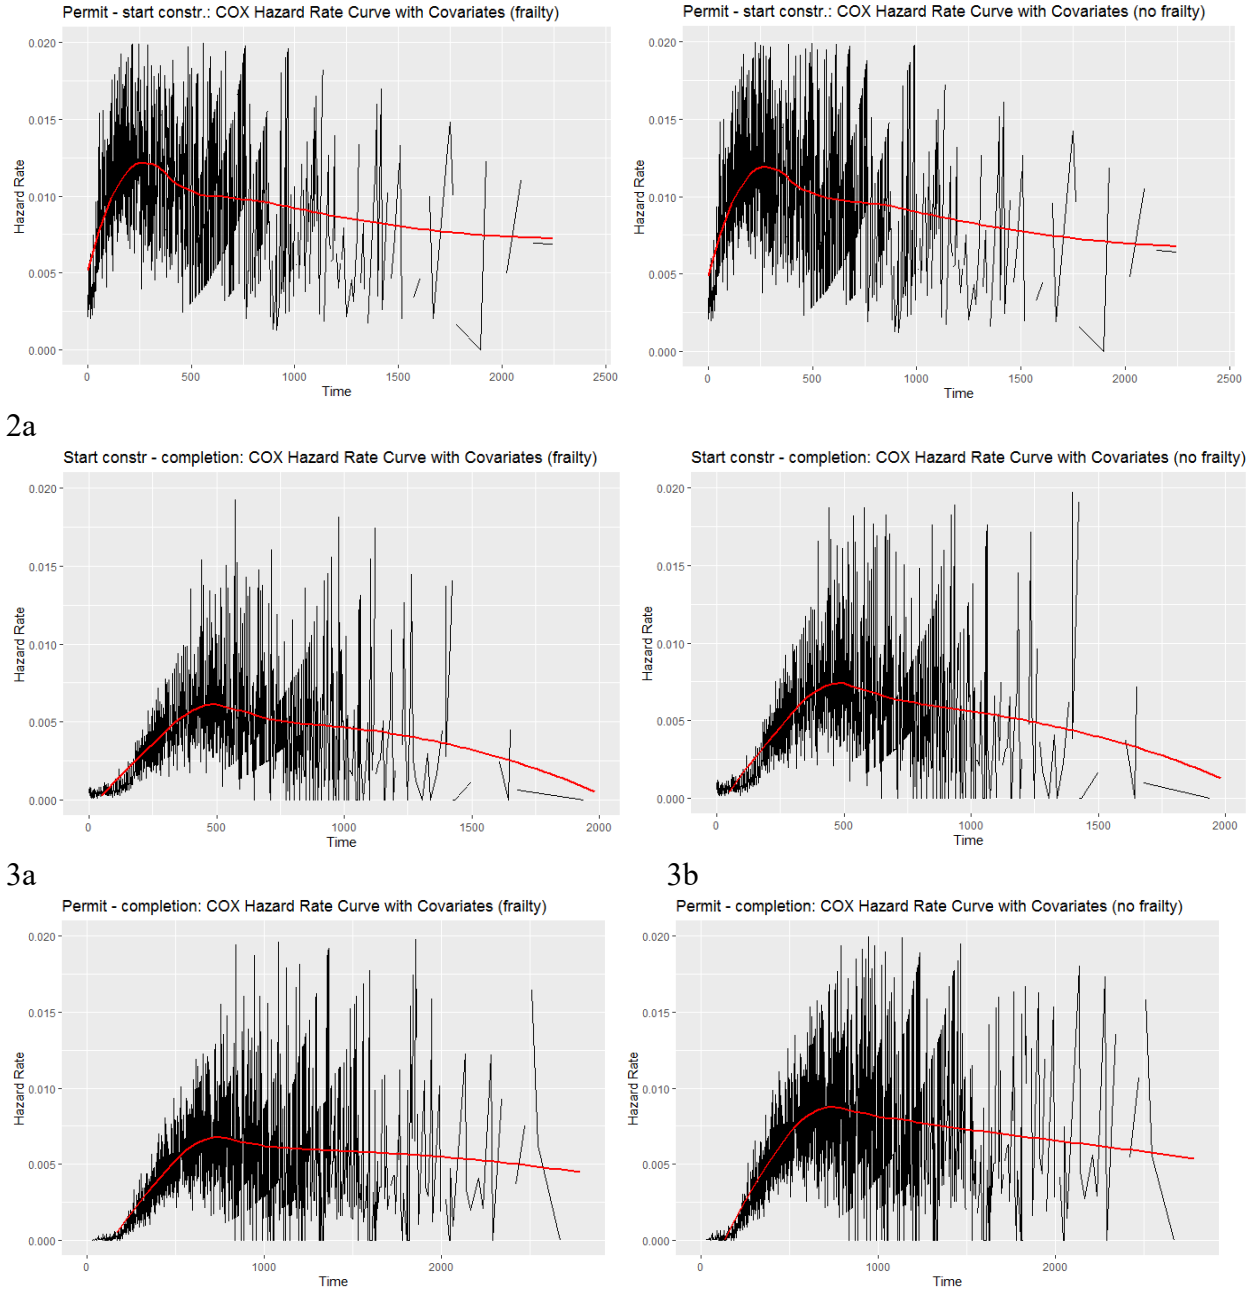 Permit - start constr.: COX Hazard Rate Curve with Covariates (frailty)
Hazard Rate
0.020
0.015
0.010
0.005
0.000
0 500 1000 1500 2000 2500
Time
Permit - start constr.: COX Hazard Rate Curve with Covariates (no frailty)
Hazard Rate
0.020
0.015
0.010
0.005
0.000
0 500 1000 1500 2000 2500
Time
2a
Start constr - completion: COX Hazard Rate Curve with Covariates (frailty)
Hazard Rate
0.020
0.015
0.010
0.005
0.000
0 500 1000 1500 2000
Time
Start constr - completion: COX Hazard Rate Curve with Covariates (no frailty)
Hazard Rate
0.020
0.015
0.010
0.005
0.000
0 500 1000 1500 2000
Time
3a
3b
Permit - completion: COX Hazard Rate Curve with Covariates (frailty)
Hazard Rate
0.020
0.015
0.010
0.005
0.000
0 1000 2000
Time
Permit - completion: COX Hazard Rate Curve with Covariates (no frailty)
Hazard Rate
0.020
0.015
0.010
0.005
0.000
0 1000 2000
Time